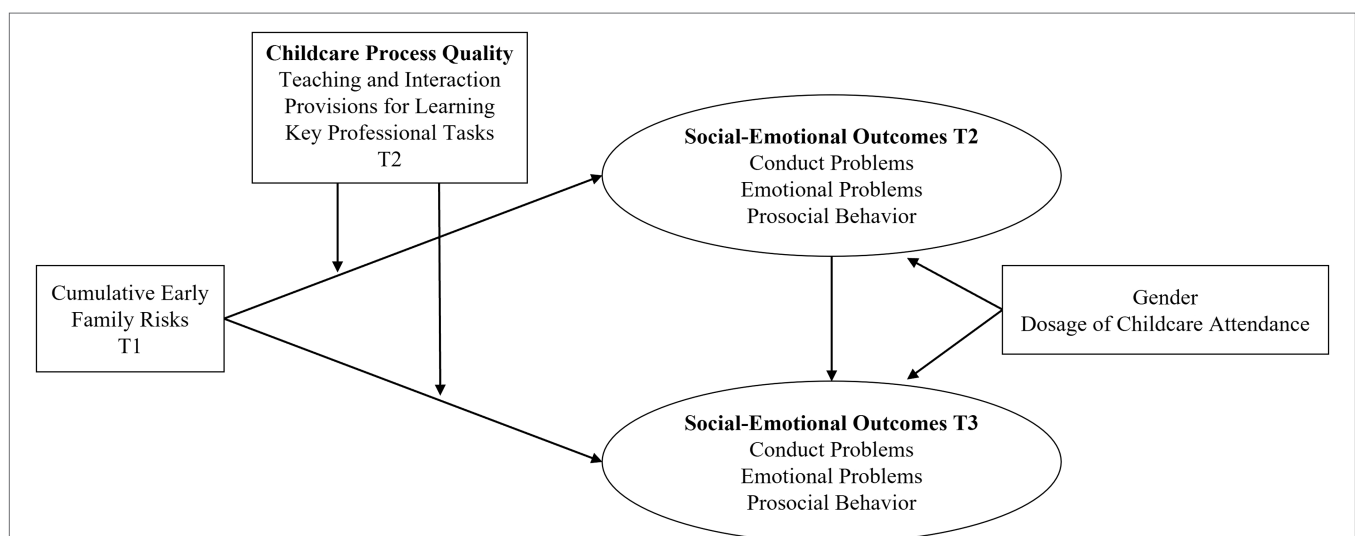 Childcare Process Quality
Teaching and Interaction
Provisions for Learning
Key Professional Tasks
T2
Social-Emotional Outcomes T2
Conduct Problems
Emotional Problems
Prosocial Behavior
Cumulative Early
Family Risks
T1
Gender
Dosage of Childcare Attendance
Social-Emotional Outcomes T3
Conduct Problems
Emotional Problems
Prosocial Behavior